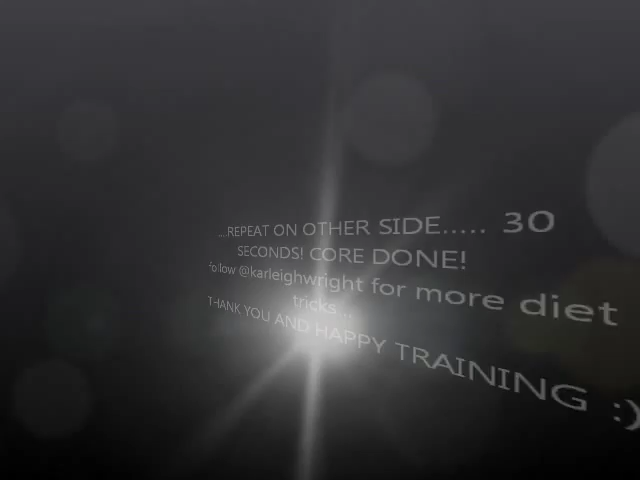 ....REPEAT ON OTHER SIDE..... 30
SECONDS! CORE DONE!
follow @karleighwright for more diet
tricks...
THANK YOU AND HAPPY TRAINING :)